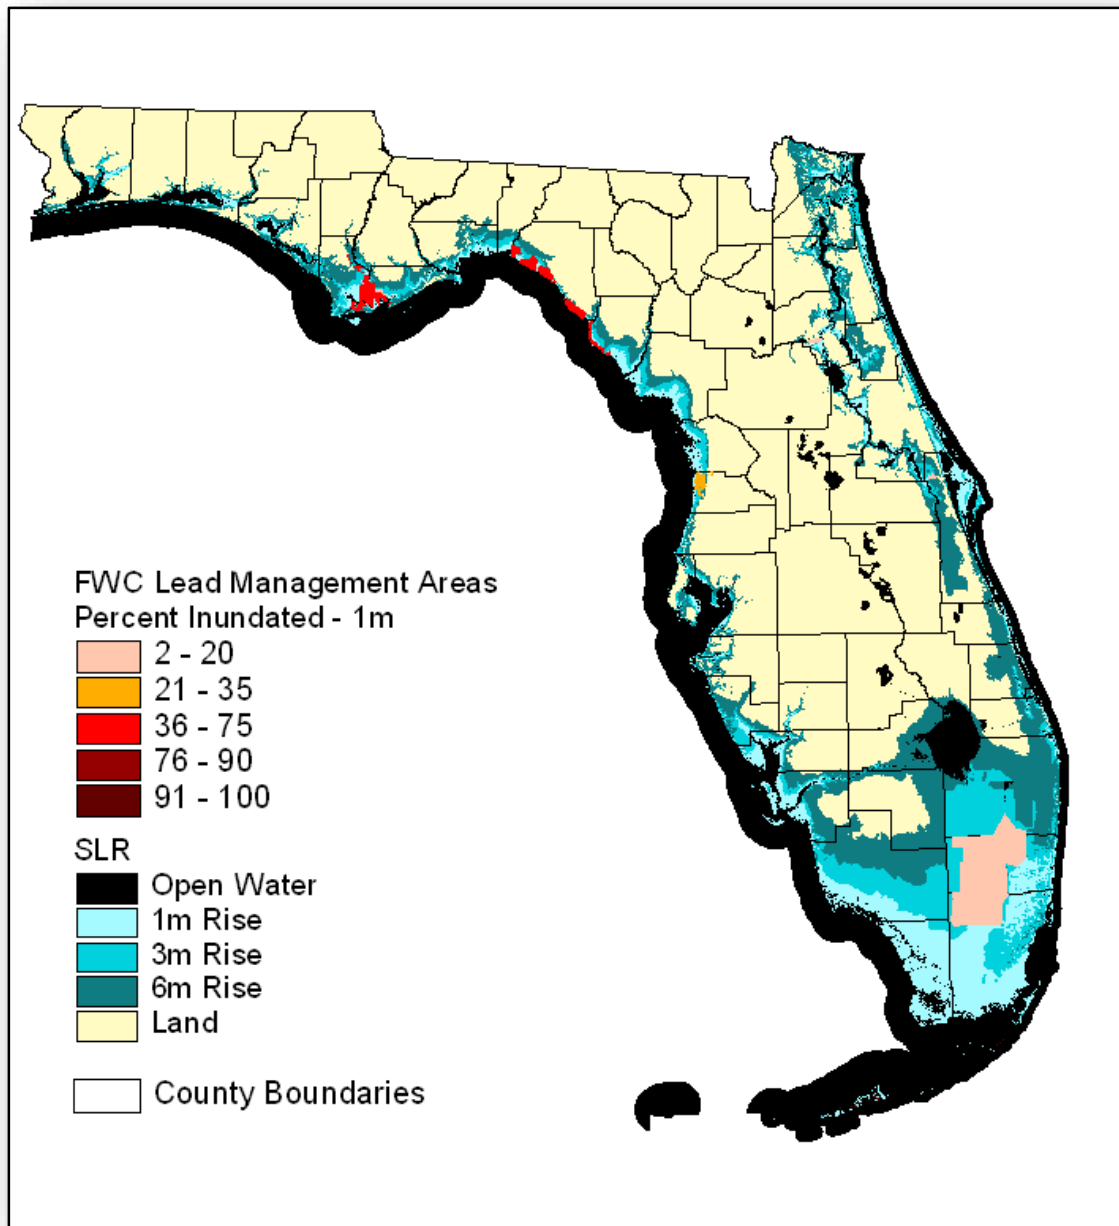 FWC Lead Management Areas
Percent Inundated - 1m
2 - 20
21 - 35
36 - 75
76 - 90
91 - 100
SLR
Open Water
1m Rise
3m Rise
6m Rise
Land
County Boundaries